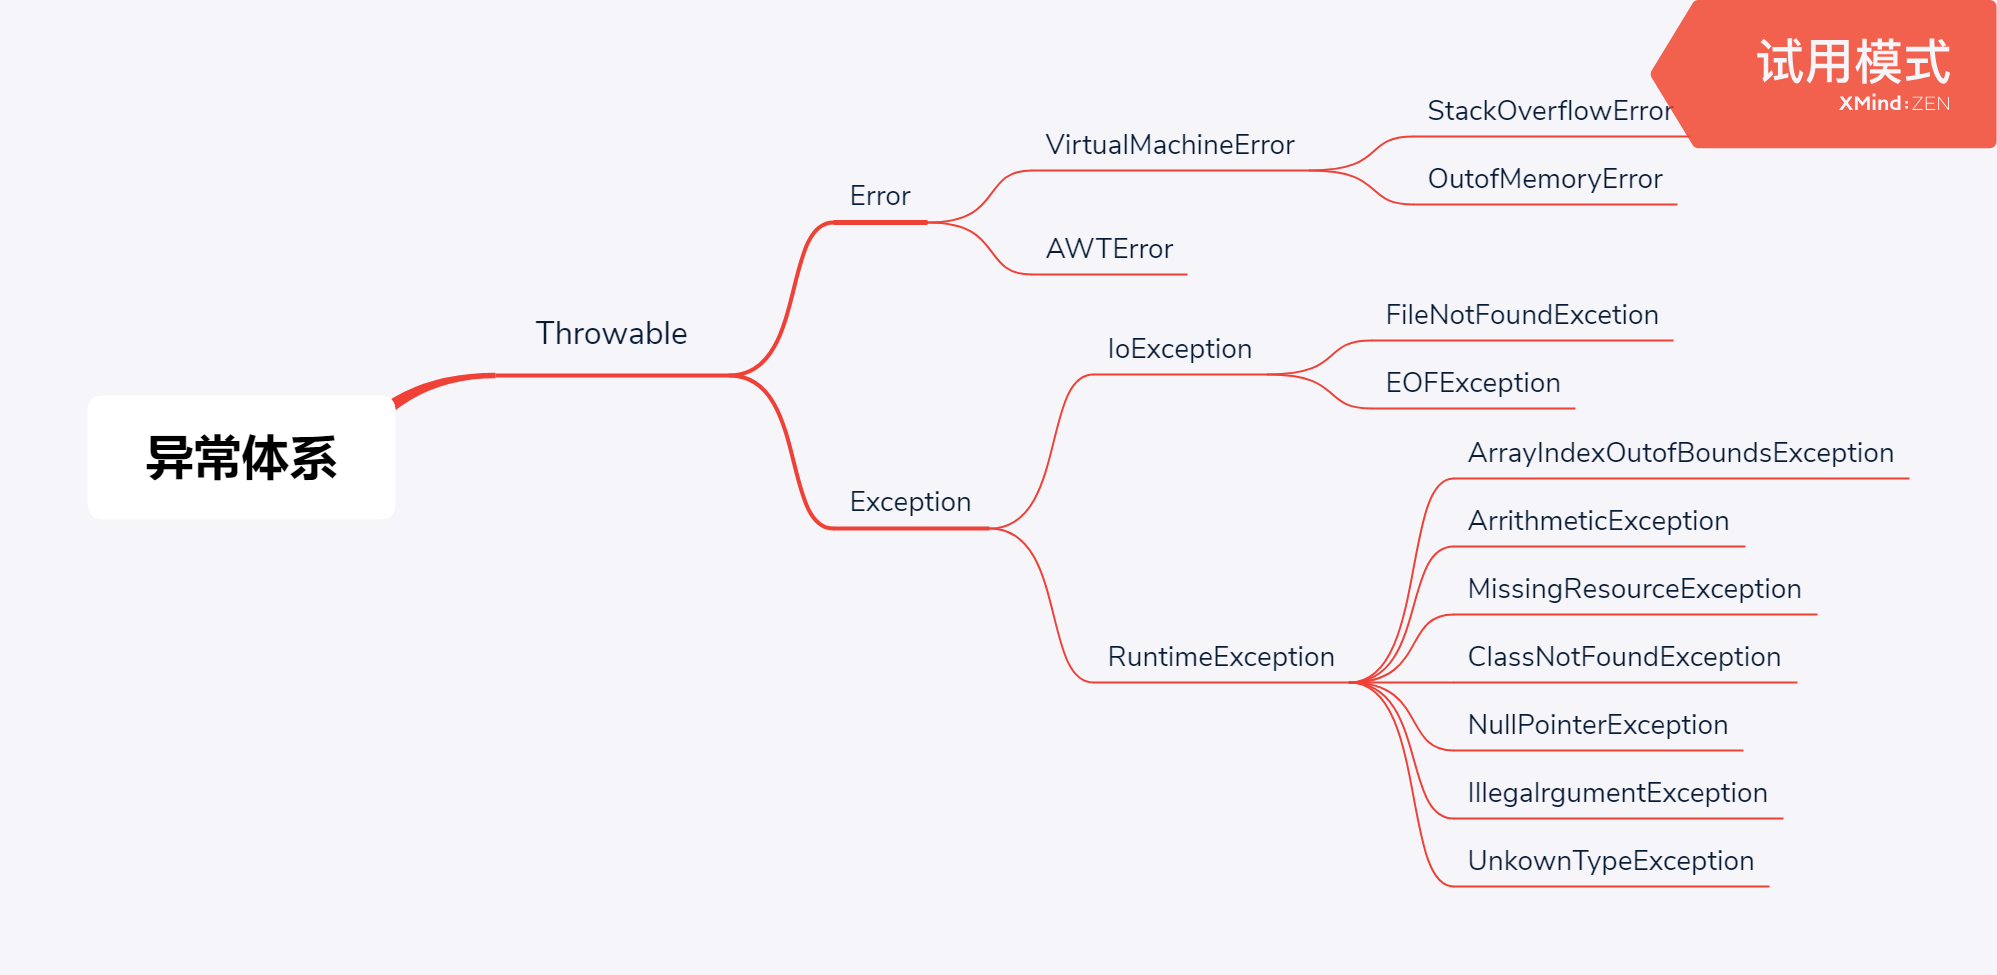 试用模式
XMind:ZEN
StackOverflowError
VirtualMachineError
OutofMemoryError
Error
AWTError
Throwable
FileNotFoundExcetion
IoException
EOFException
异常体系
Exception
ArrayIndexOutofBoundsException
ArrithmeticException
MissingResourceException
RuntimeException
ClassNotFoundException
NullPointerException
IllegalrgumentException
UnkownTypeException